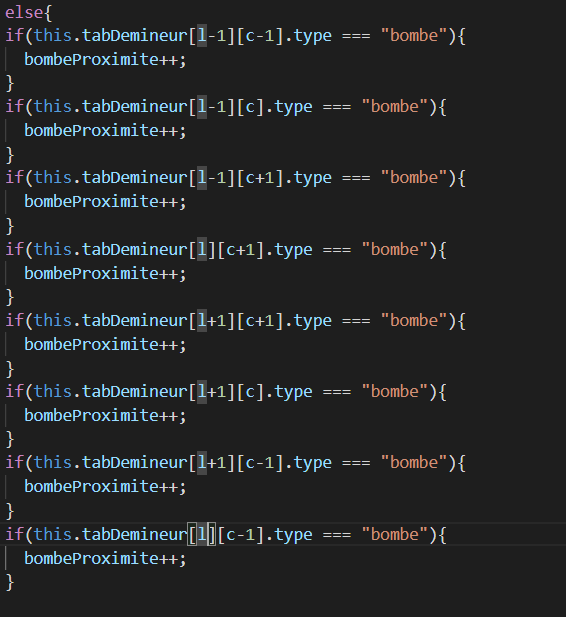 else{
if(this.tabDemineur[l-1][c-1].type === "bombe"){
bombeProximite++;
}
if(this.tabDemineur[l-1][c].type === "bombe"){
bombeProximite++;
}
if(this.tabDemineur[l-1][c+1].type === "bombe"){
bombeProximite++;
}
if(this.tabDemineur[l][c+1].type === "bombe"){
bombeProximite++;
}
if(this.tabDemineur[l+1][c+1].type === "bombe"){
bombeProximite++;
}
if(this.tabDemineur[l+1][c].type === "bombe"){
bombeProximite++;
}
if(this.tabDemineur[l+1][c-1].type === "bombe"){
bombeProximite++;
}
if(this.tabDemineur[l][c-1].type === "bombe"){
bombeProximite++;
}